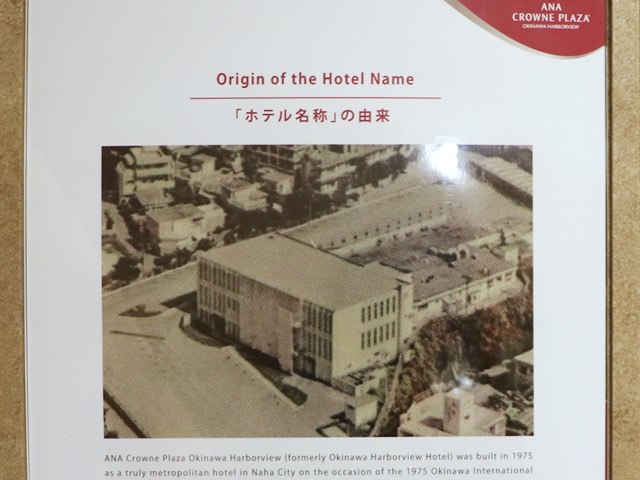 ANA
CROWNE PLAZA
OKINAWA HARBORVIEW
Origin of the Hotel Name
「ホテル名称」の由来
ANA Crowne Plaza Okinawa Harborview (formerly Okinawa Harborview Hotel) was built in 1975
as a truly metropolitan hotel in Naha City on the occasion of the 1975 Okinawa International